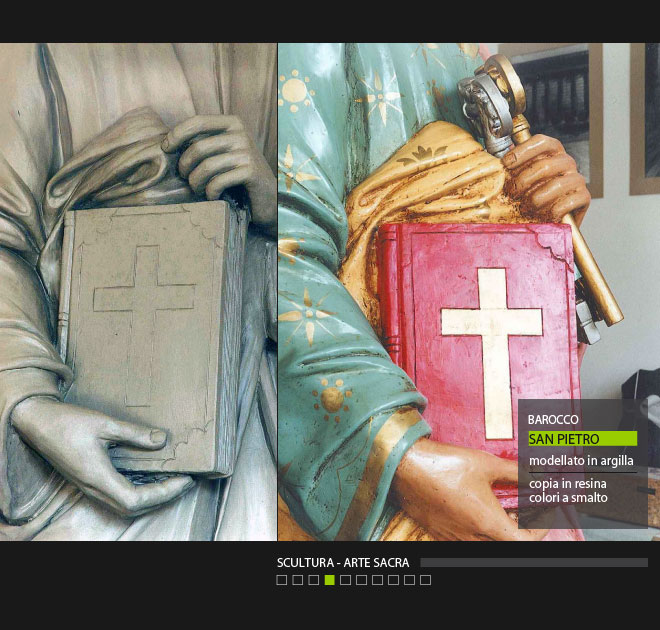 BAROCCO
SAN PIETRO
modellato in argilla
copia in resina
colori a smalto
SCULTURA - ARTE SACRA